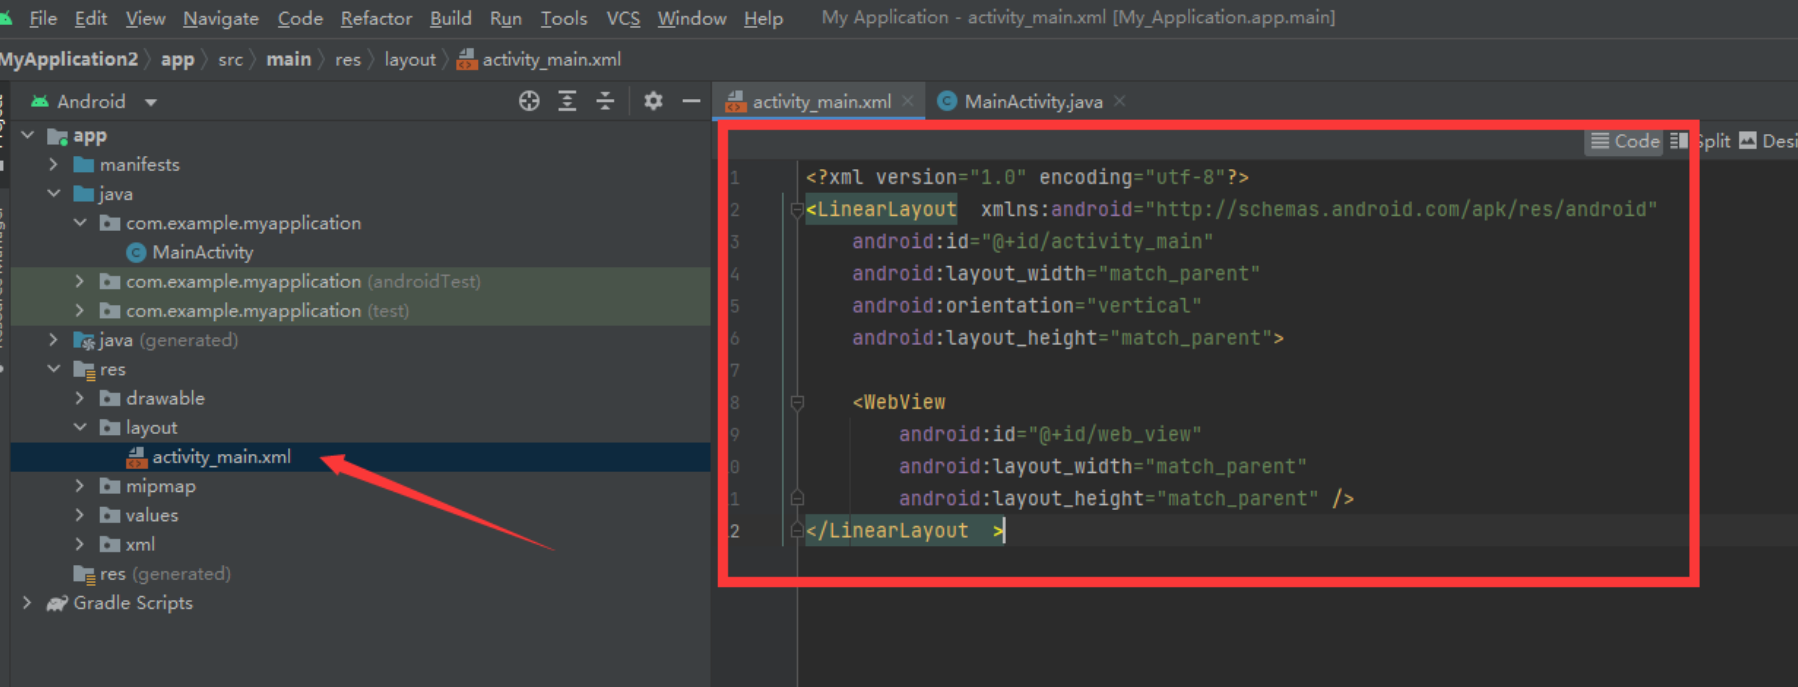 File Edit View Navigate Code Refactor Build Run Tools VCS Window Help My Application - activity_main.xml [My_Application.app.main]
MyApplication2 app src main res layout activity_main.xml
Android
activity_main.xml MainActivity.java
app
manifests
java
com.example.myapplication
MainActivity
com.example.myapplication (androidTest)
com.example.myapplication (test)
java (generated)
res
drawable
layout
activity_main.xml
mipmap
values
xml
res (generated)
Gradle Scripts
Code Split Desi
1 <?xml version="1.0" encoding="utf-8"?>
2 <LinearLayout xmlns:android="http://schemas.android.com/apk/res/android"
3 android:id="@+id/activity_main"
4 android:layout_width="match_parent"
5 android:orientation="vertical"
6 android:layout_height="match_parent">
7
8 <WebView
9 android:id="@+id/web_view"
0 android:layout_width="match_parent"
1 android:layout_height="match_parent" />
2 </LinearLayout >